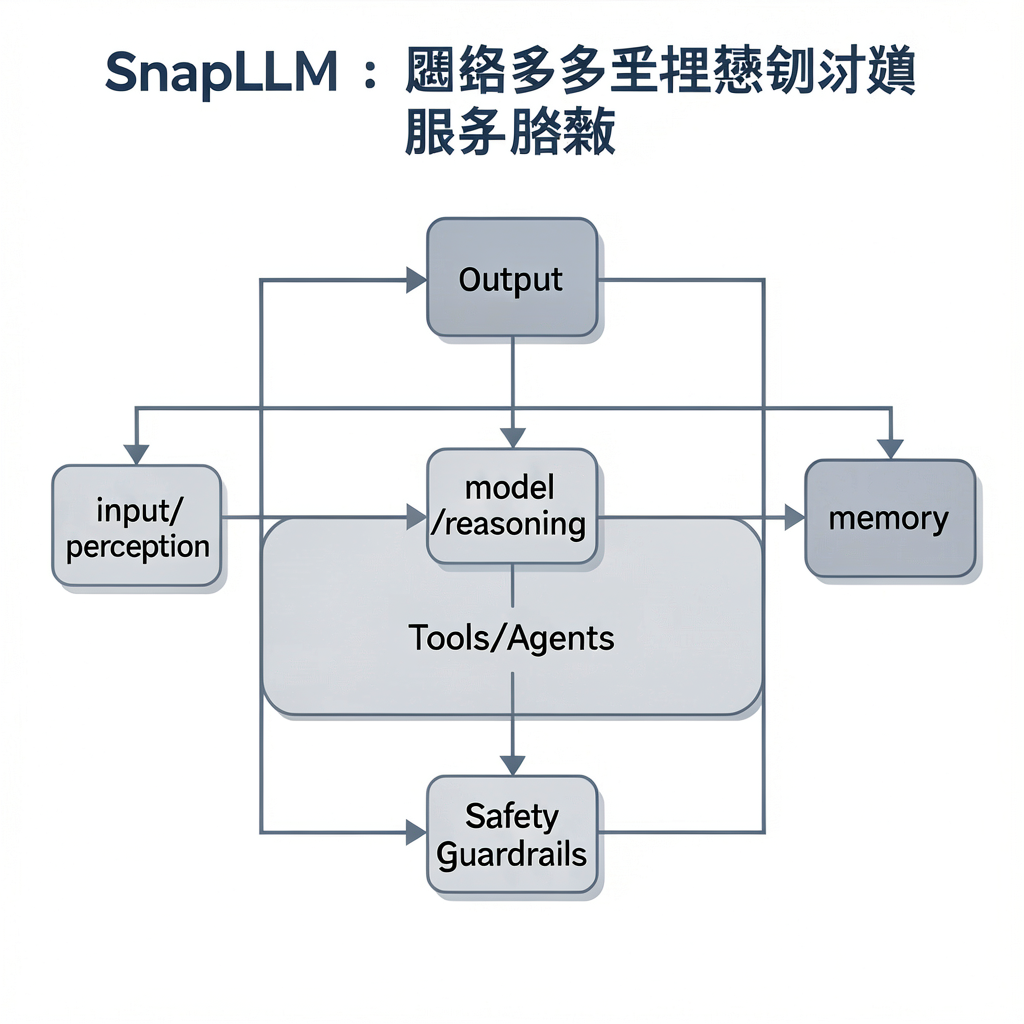 SnapLLM :
服务
Output
input/
perception
model
/reasoning
memory
Tools/Agents
Safety
Guardrails